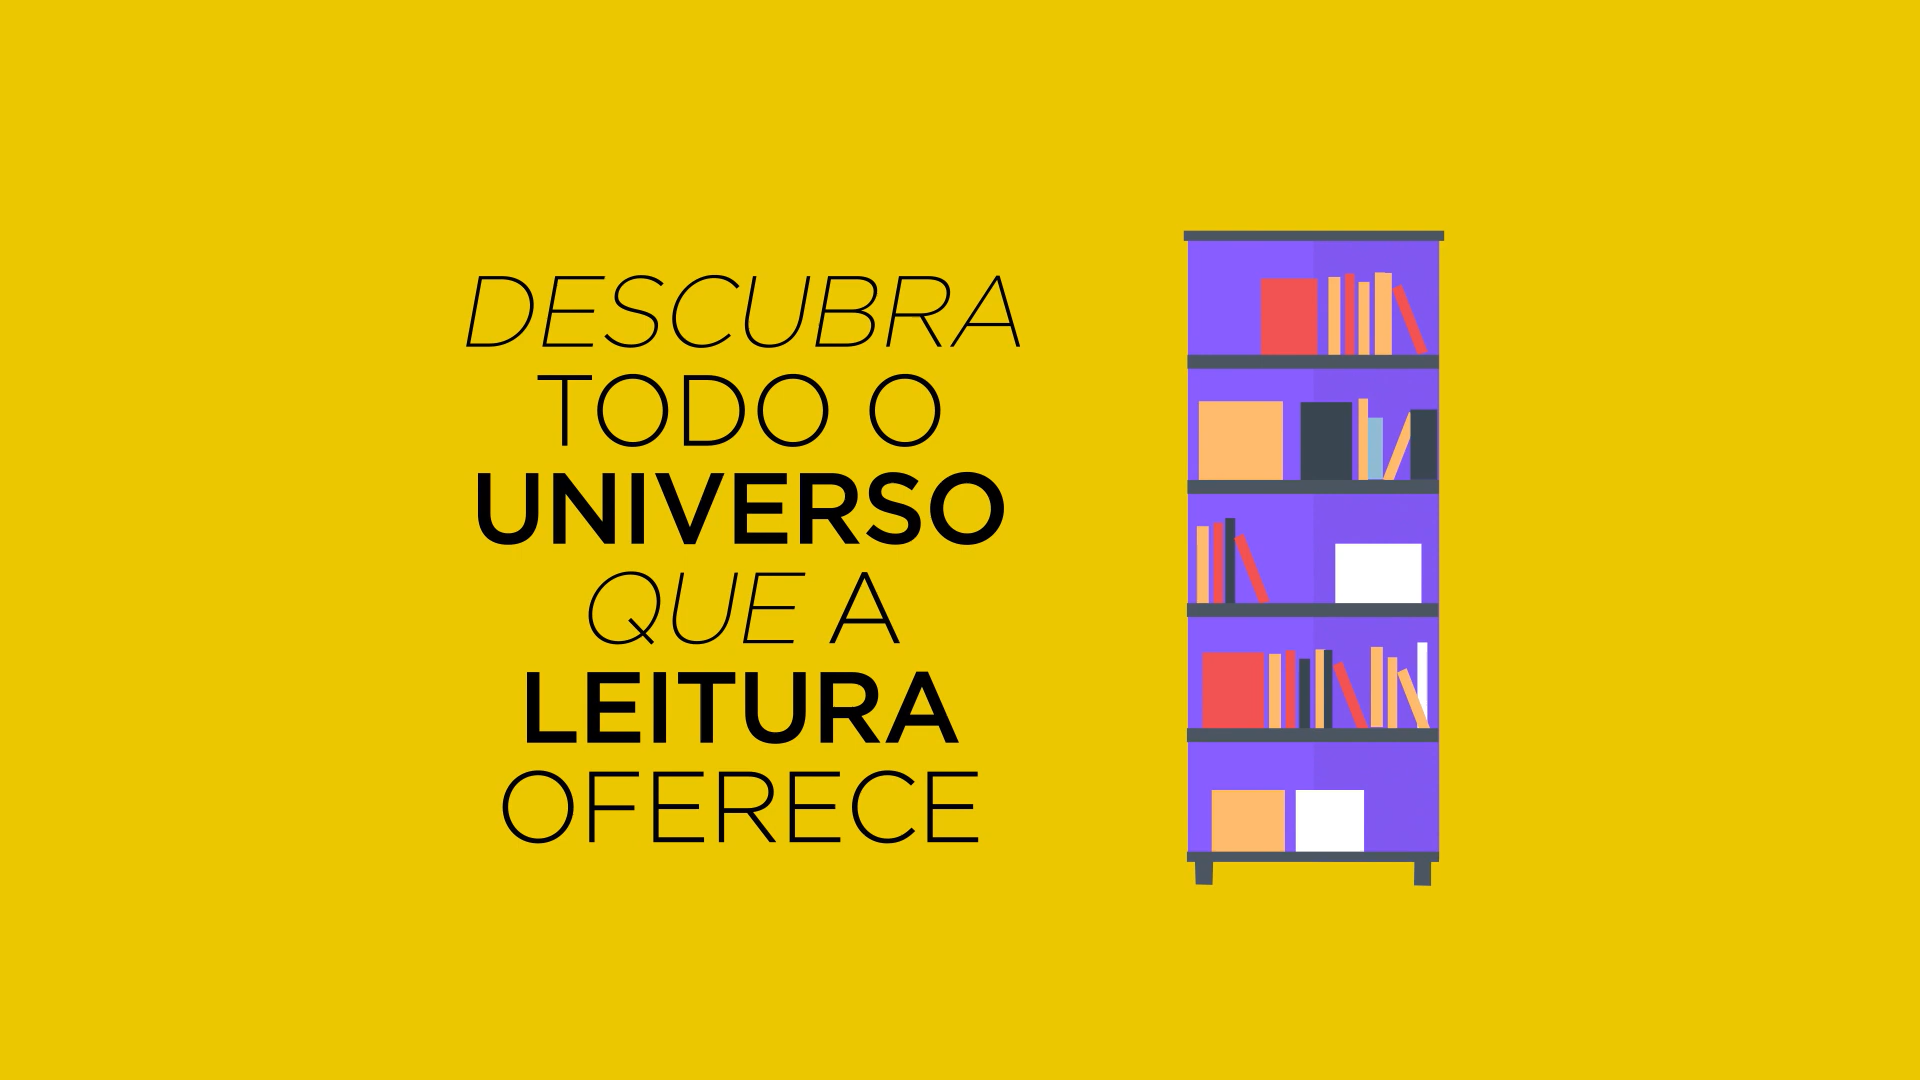 DESCUBRA
TODO O
UNIVERSO
QUE A
LEITURA
OFERECE